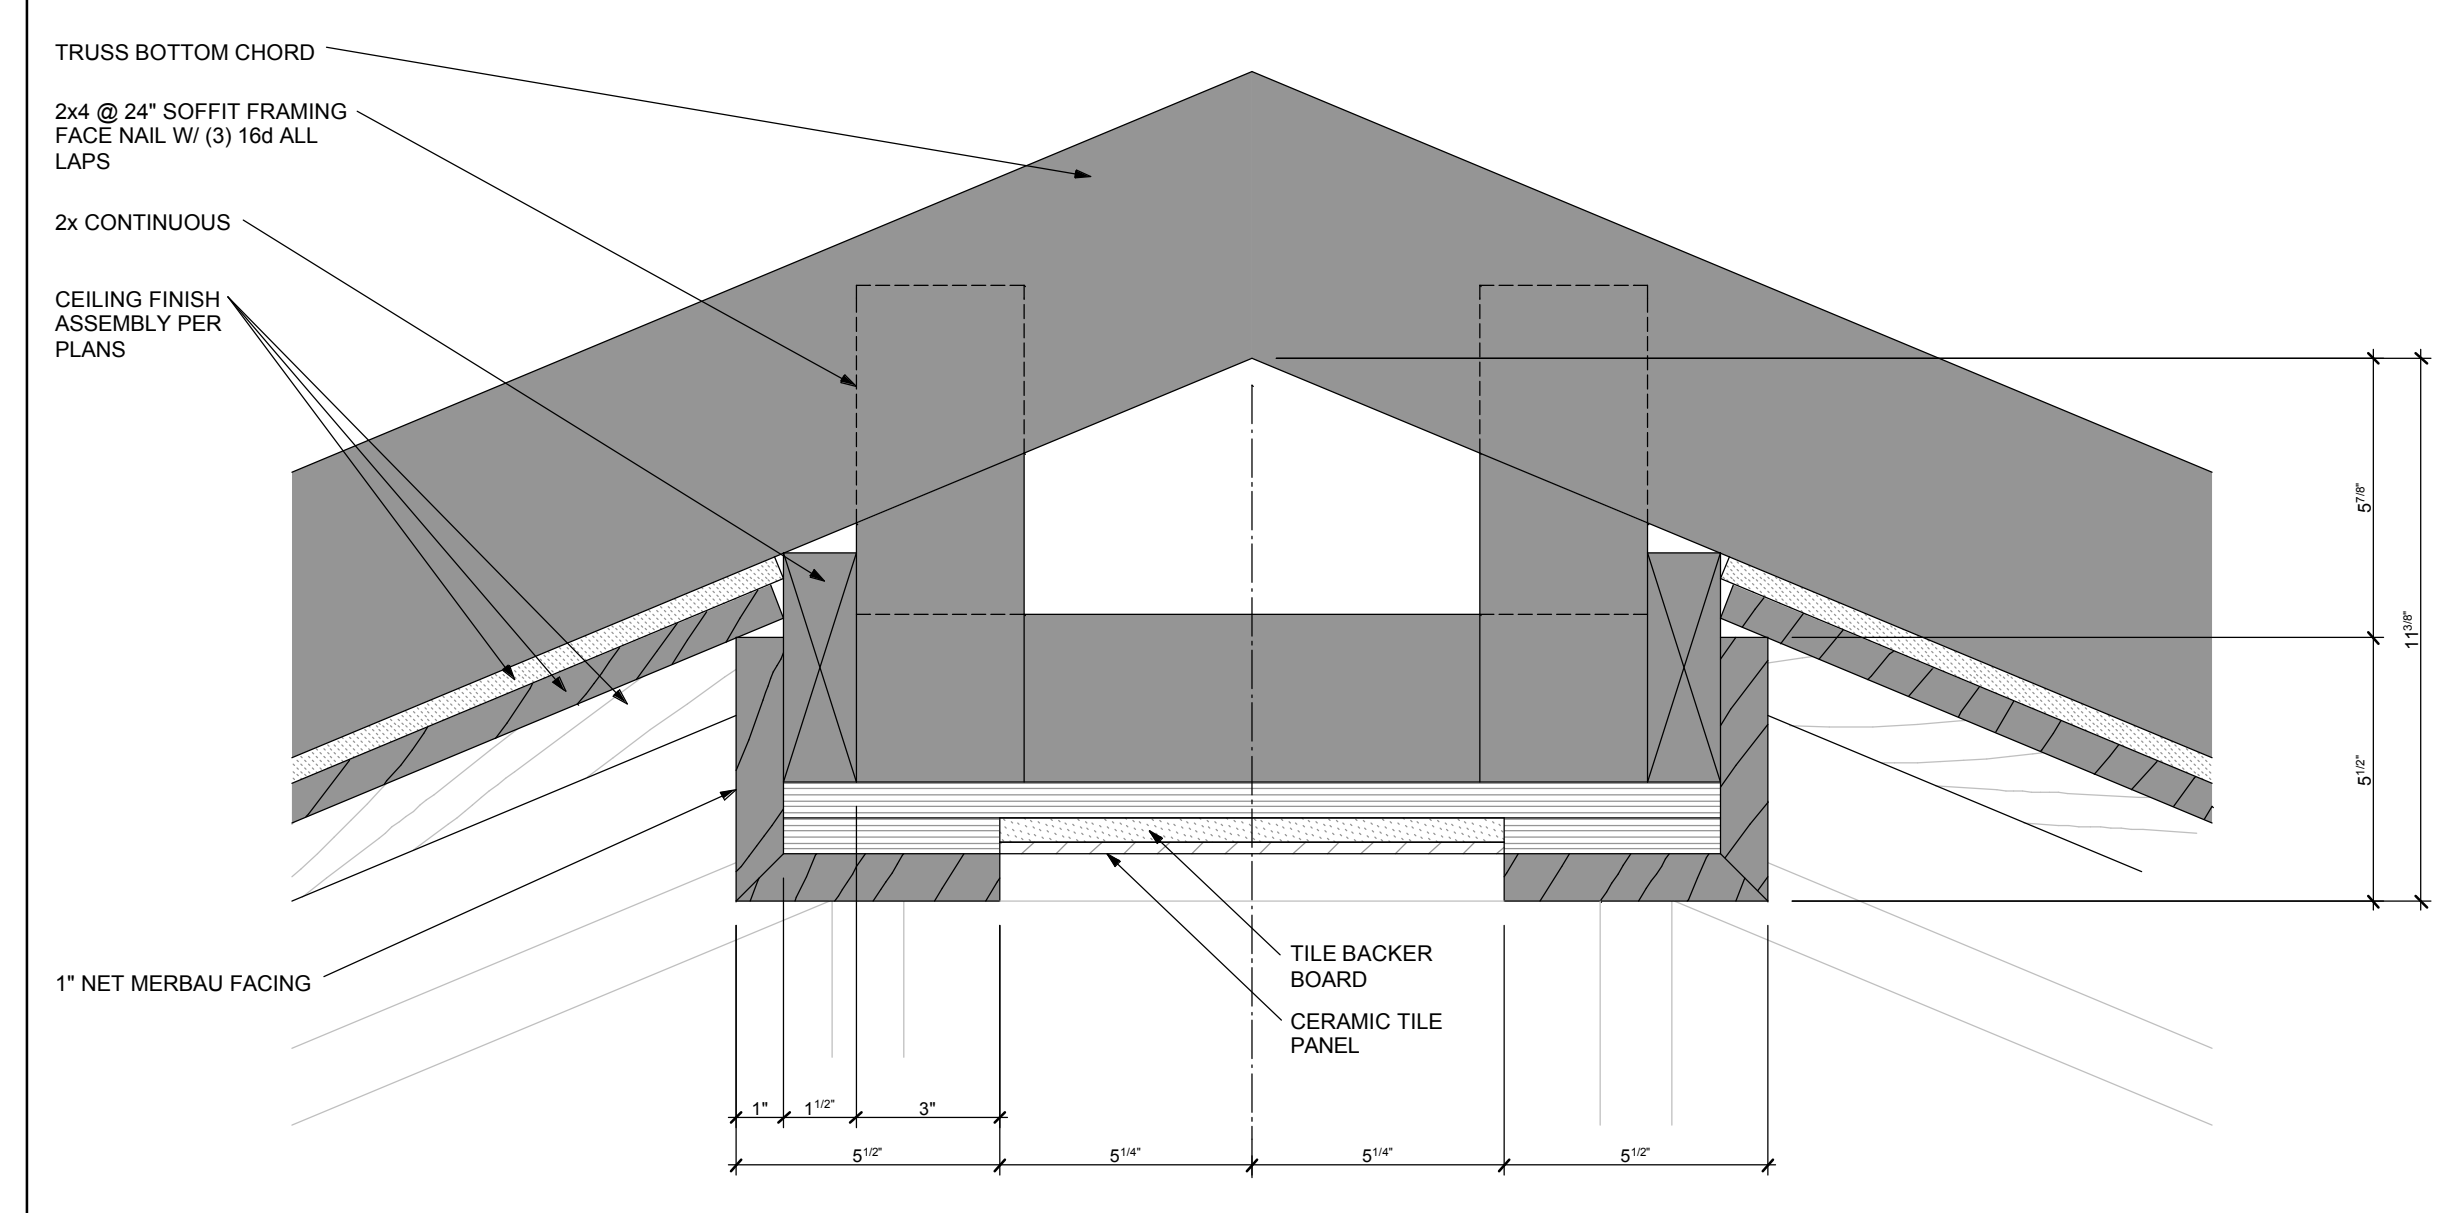 TRUSS BOTTOM CHORD
2x4 @ 24" SOFFIT FRAMING
FACE NAIL W/ (3) 16d ALL
LAPS
2x CONTINUOUS
CEILING FINISH
ASSEMBLY PER
PLANS
5 7/8"
11 3/8"
5 1/2"
1" NET MERBAU FACING
TILE BACKER
BOARD
CERAMIC TILE
PANEL
1" 1 1/2" 3"
5 1/2" 5 1/4" 5 1/4" 5 1/2"